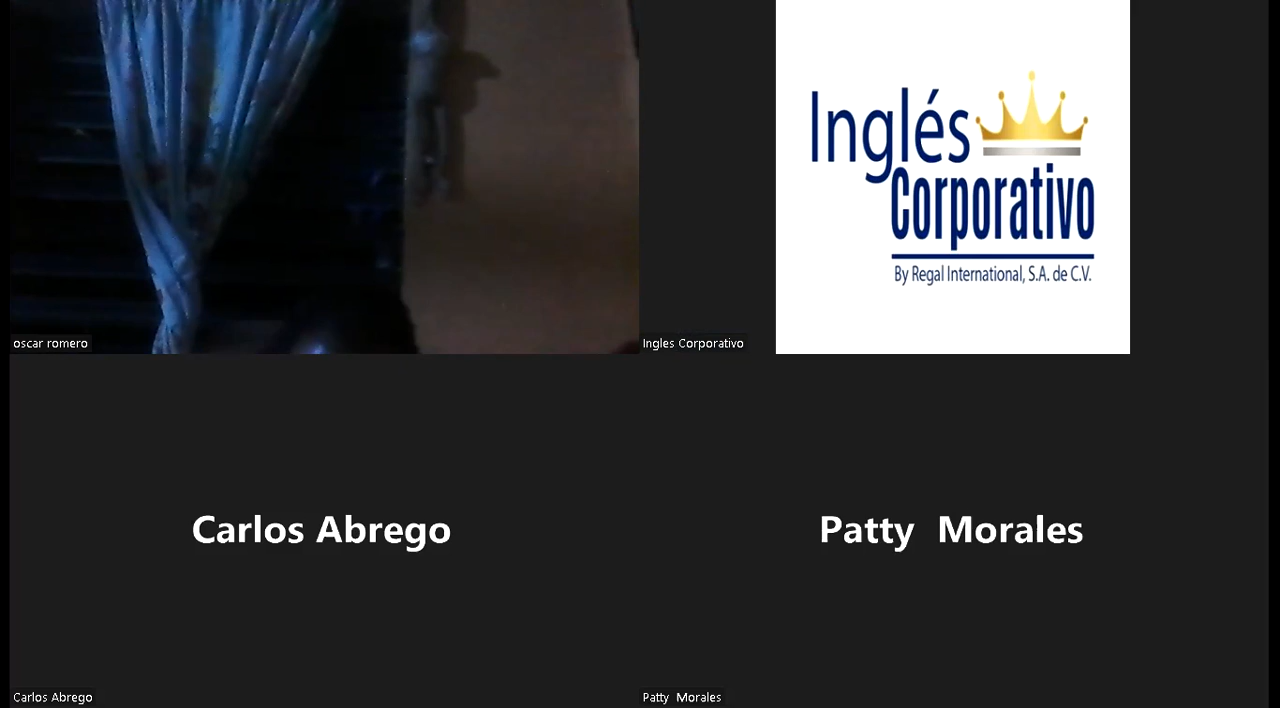 Inglés
Corporativo
By Regal International, S.A. de C.V.
oscar romero
Ingles Corporativo
Carlos Abrego
Patty Morales
Carlos Abrego
Patty Morales